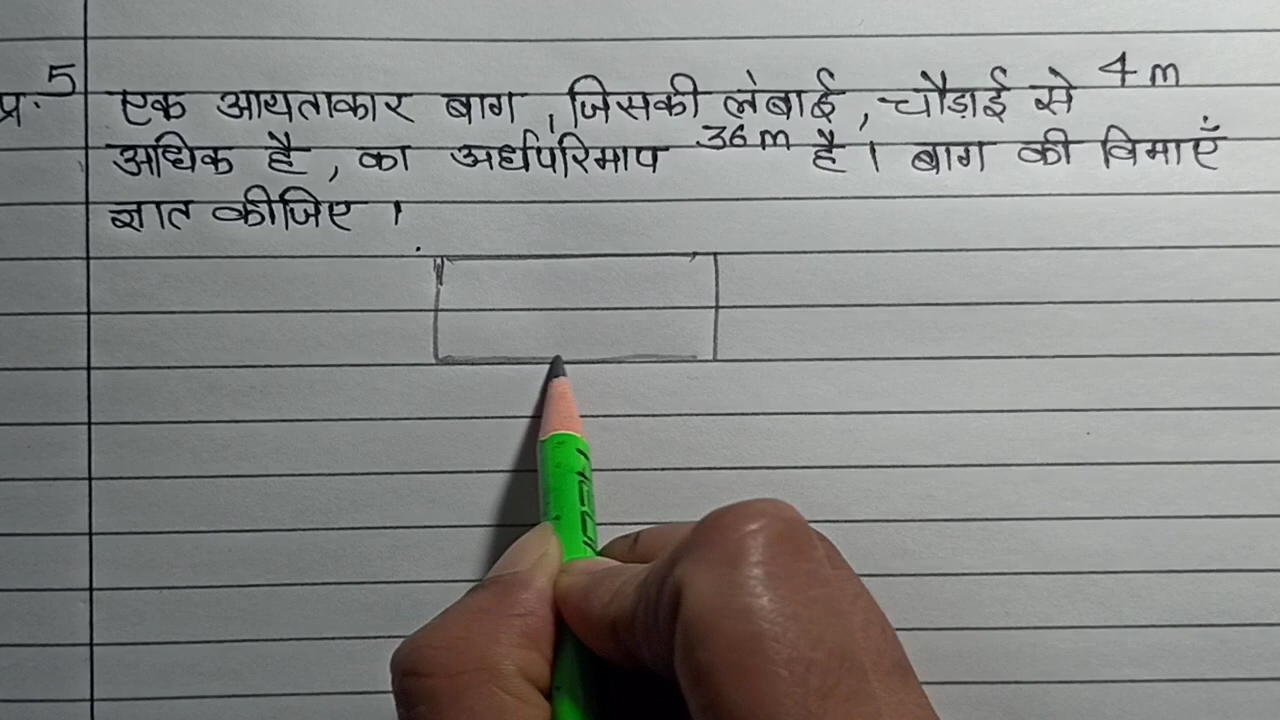 प्र. 5 एक आयताकार बाग, जिसकी लंबाई, चौड़ाई से 4 m
अधिक है, का अर्धपरिमाप 36 m है। बाग की विमाएँ
ज्ञात कीजिए ।